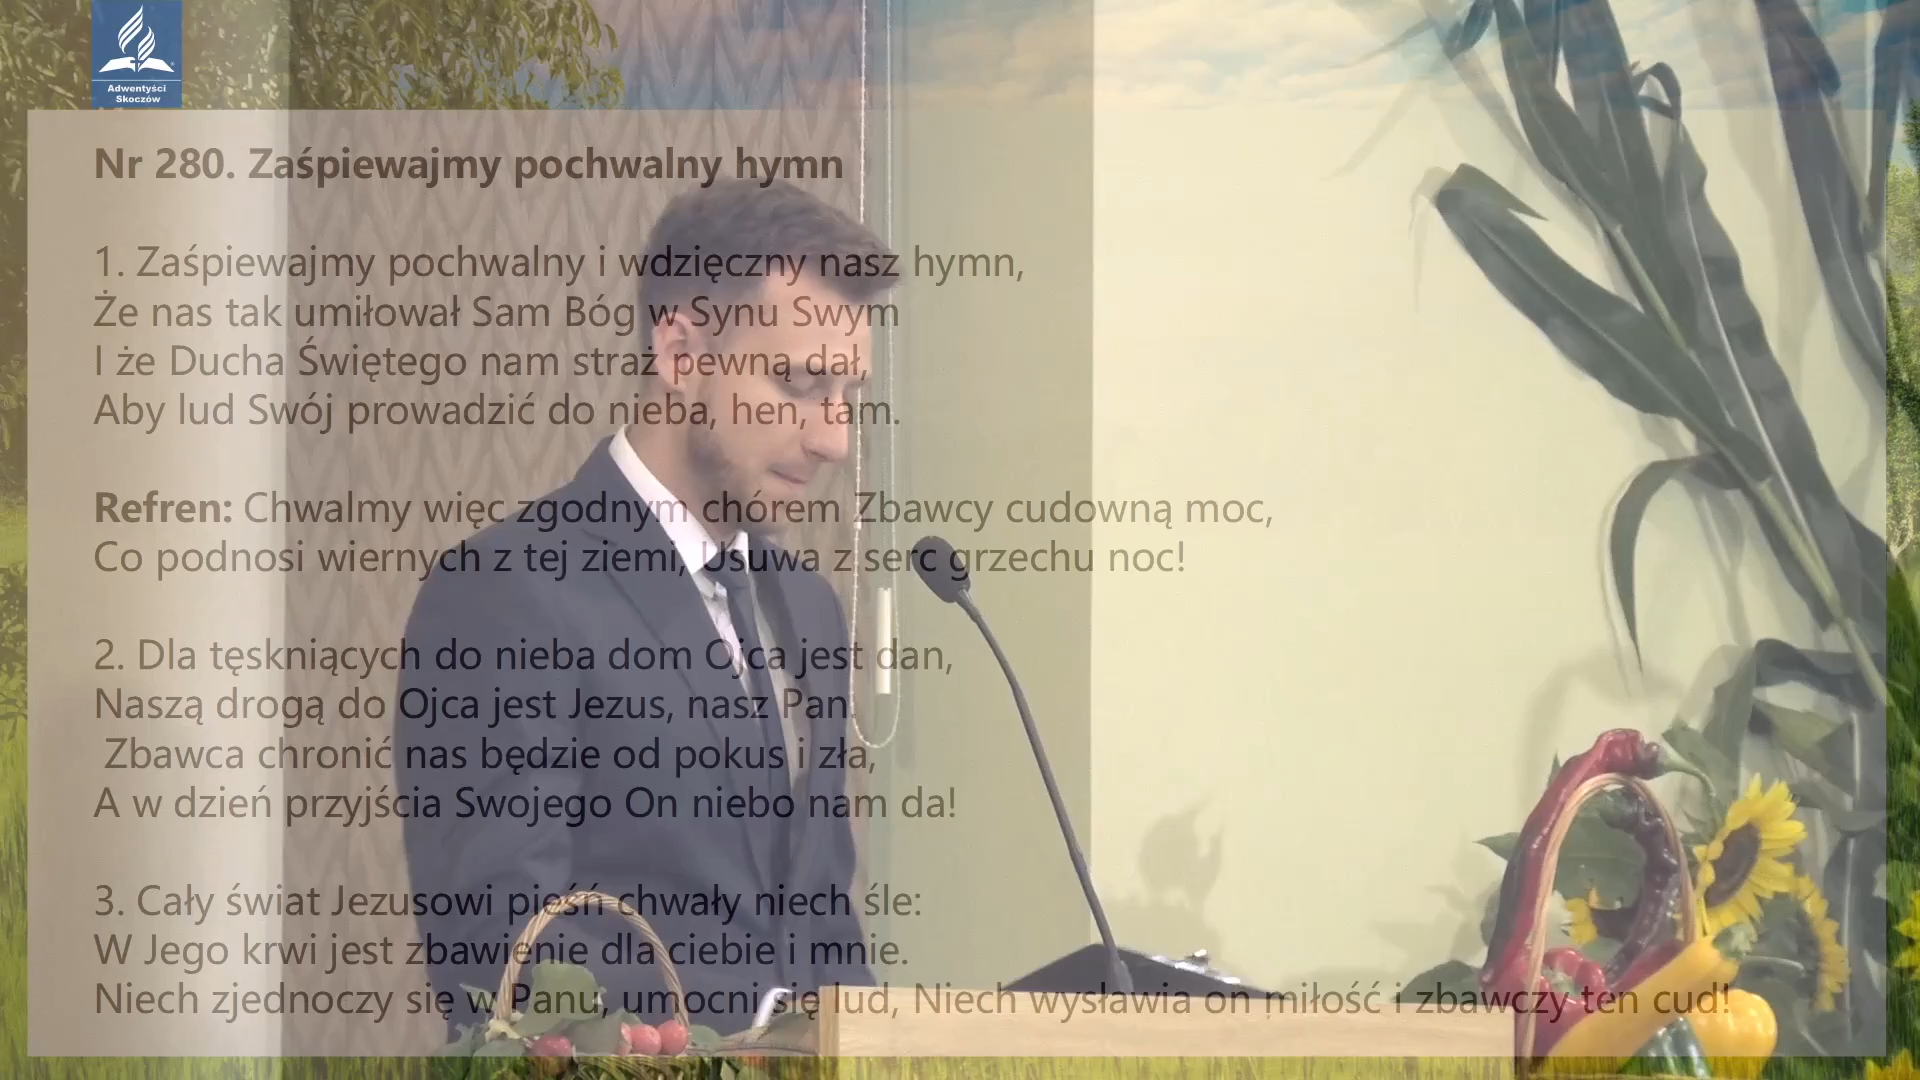 Adwentyści
Skoczów
Nr 280. Zaśpiewajmy pochwalny hymn
1. Zaśpiewajmy pochwalny i wdzięczny nasz hymn,
Że nas tak umiłował Sam Bóg w Synu Swym
I że Ducha Świętego nam straż pewną dał,
Aby lud Swój prowadzić do nieba, hen, tam.
Refren: Chwalmy więc zgodnym chórem Zbawcy cudowną moc,
Co podnosi wiernych z tej ziemi, Usuwa z serc grzechu noc!
2. Dla tęskniących do nieba dom Ojca jest dan,
Naszą drogą do Ojca jest Jezus, nasz Pan.
Zbawca chronić nas będzie od pokus i zła,
A w dzień przyjścia Swojego On niebo nam da!
3. Cały świat Jezusowi pieśń chwały niech śle:
W Jego krwi jest zbawienie dla ciebie i mnie.
Niech zjednoczy się w Panu, umocni się lud, Niech wysławia on miłość i zbawczy ten cud!